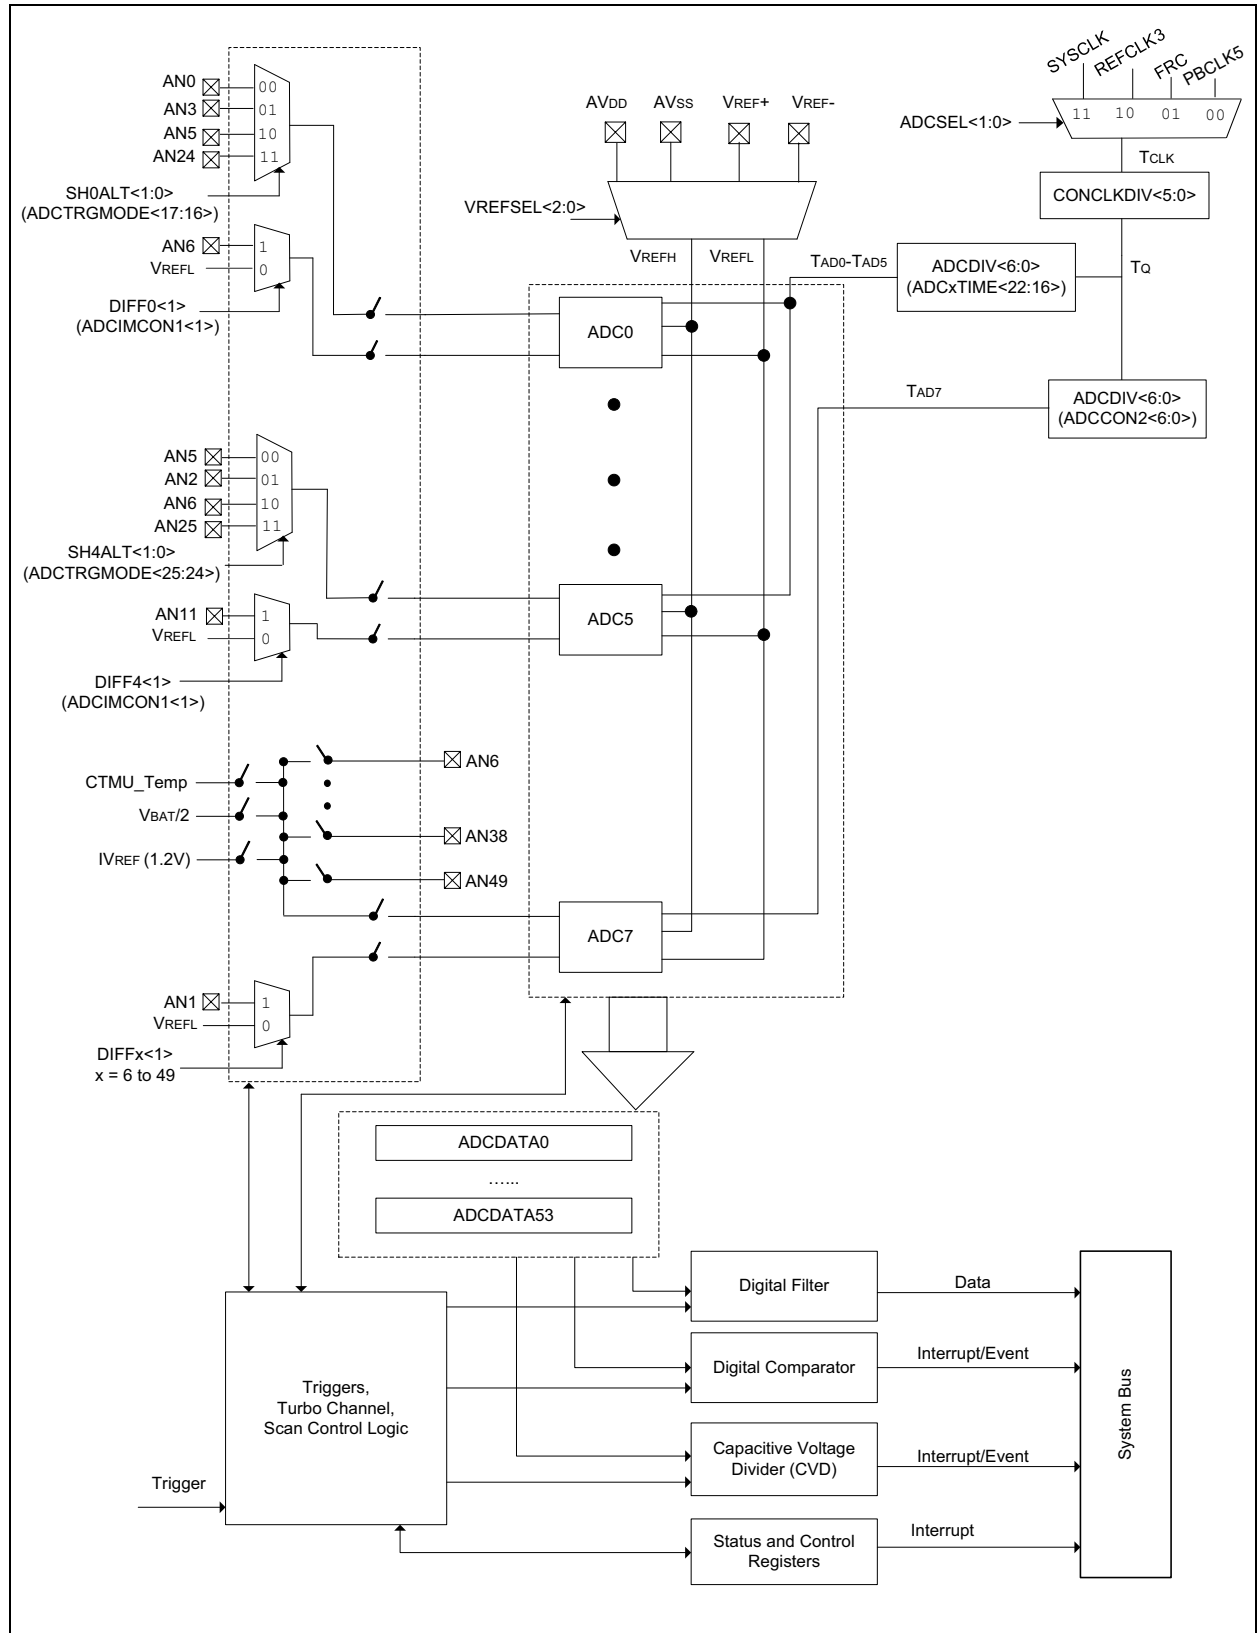 SYSCLK
REFCLK3
FRC
PBCLK5
11 10 01 00
ADCSEL<1:0>
TCLK
CONCLKDIV<5:0>
TQ
AVDD AVSS VREF+ VREF-
VREFSEL<2:0>
VREFH VREFL
TAD0-TAD5
ADCDIV<6:0>
(ADCxTIME<22:16>)
TAD7
ADCDIV<6:0>
(ADCCON2<6:0>)
AN0 00
AN3 01
AN5 10
AN24 11
SH0ALT<1:0>
(ADCTRGMODE<17:16>)
AN6 1
VREFL 0
DIFF0<1>
(ADCIMCON1<1>)
ADC0
AN5 00
AN2 01
AN6 10
AN25 11
SH4ALT<1:0>
(ADCTRGMODE<25:24>)
AN11 1
VREFL 0
DIFF4<1>
(ADCIMCON1<1>)
ADC5
CTMU_Temp
VBAT/2
IVREF (1.2V)
AN6
AN38
AN49
ADC7
AN1 1
VREFL 0
DIFFx<1>
x = 6 to 49
ADCDATA0
…...
ADCDATA53
Triggers,
Turbo Channel,
Scan Control Logic
Trigger
Digital Filter
Data
Digital Comparator
Interrupt/Event
Capacitive Voltage
Divider (CVD)
Interrupt/Event
Status and Control
Registers
Interrupt
System Bus